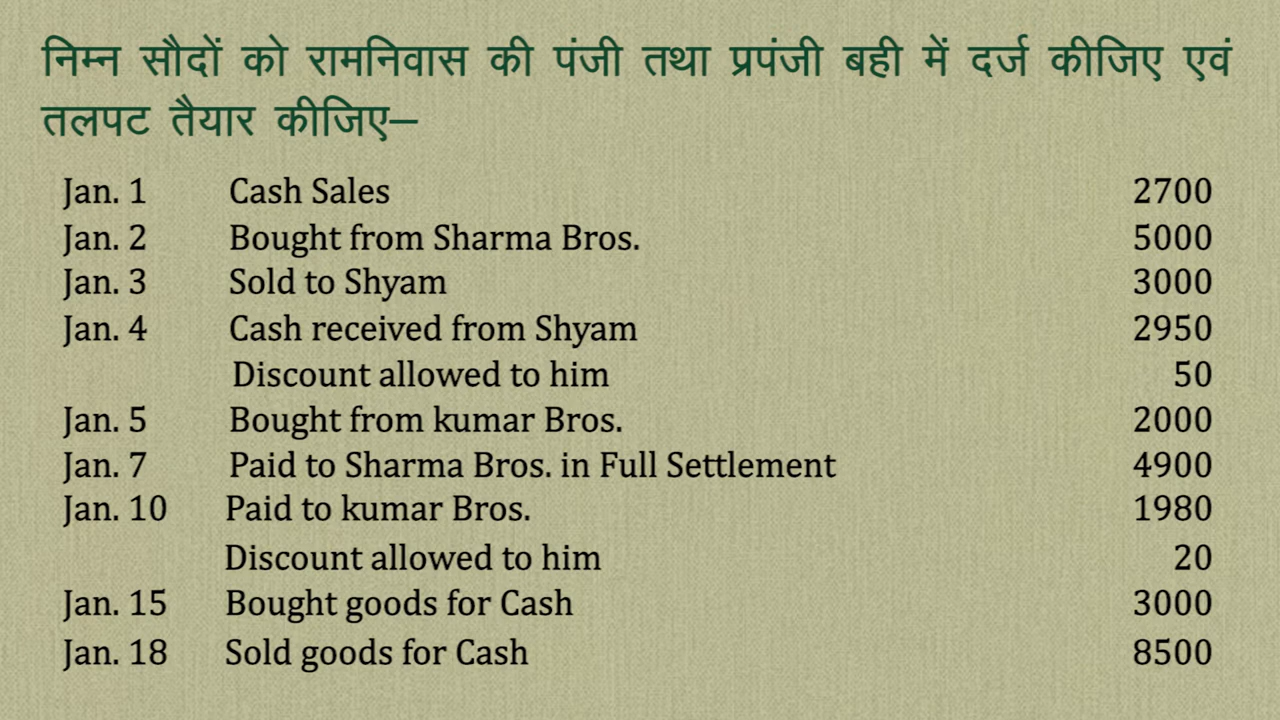 निम्न सौदों को रामनिवास की पंजी तथा प्रपंजी बही में दर्ज कीजिए एवं
तलपट तैयार कीजिए–
Jan. 1 Cash Sales 2700
Jan. 2 Bought from Sharma Bros. 5000
Jan. 3 Sold to Shyam 3000
Jan. 4 Cash received from Shyam 2950
Discount allowed to him 50
Jan. 5 Bought from kumar Bros. 2000
Jan. 7 Paid to Sharma Bros. in Full Settlement 4900
Jan. 10 Paid to kumar Bros. 1980
Discount allowed to him 20
Jan. 15 Bought goods for Cash 3000
Jan. 18 Sold goods for Cash 8500